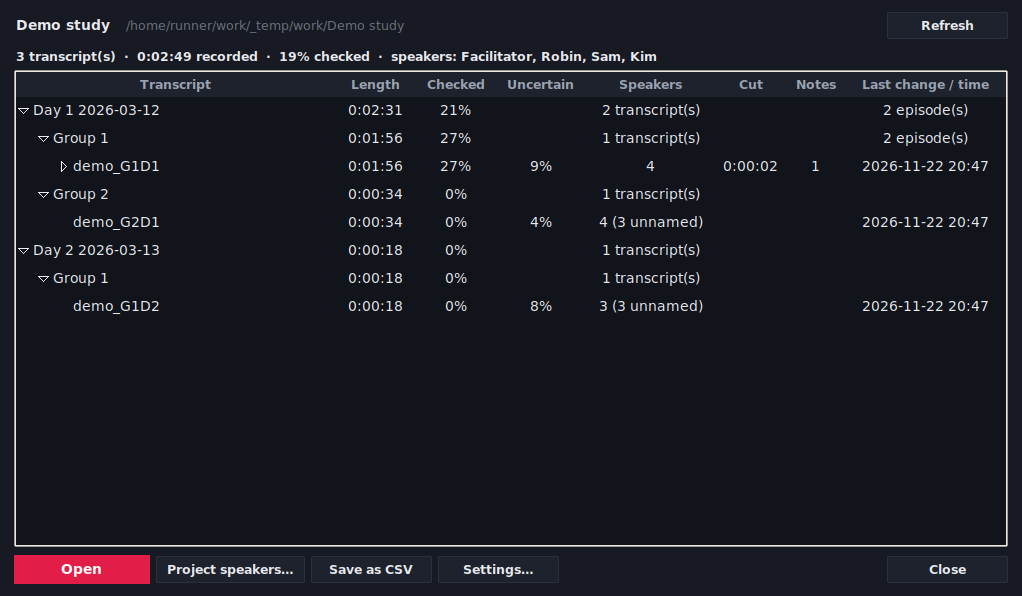 Demo study /home/runner/work/_temp/work/Demo study Refresh
3 transcript(s) · 0:02:49 recorded · 19% checked · speakers: Facilitator, Robin, Sam, Kim
Transcript Length Checked Uncertain Speakers Cut Notes Last change / time
Day 1 2026-03-12 0:02:31 21% 2 transcript(s) 2 episode(s)
Group 1 0:01:56 27% 1 transcript(s) 2 episode(s)
demo_G1D1 0:01:56 27% 9% 4 0:00:02 1 2026-11-22 20:47
Group 2 0:00:34 0% 1 transcript(s)
demo_G2D1 0:00:34 0% 4% 4 (3 unnamed) 2026-11-22 20:47
Day 2 2026-03-13 0:00:18 0% 1 transcript(s)
Group 1 0:00:18 0% 1 transcript(s)
demo_G1D2 0:00:18 0% 8% 3 (3 unnamed) 2026-11-22 20:47
Open Project speakers... Save as CSV Settings... Close